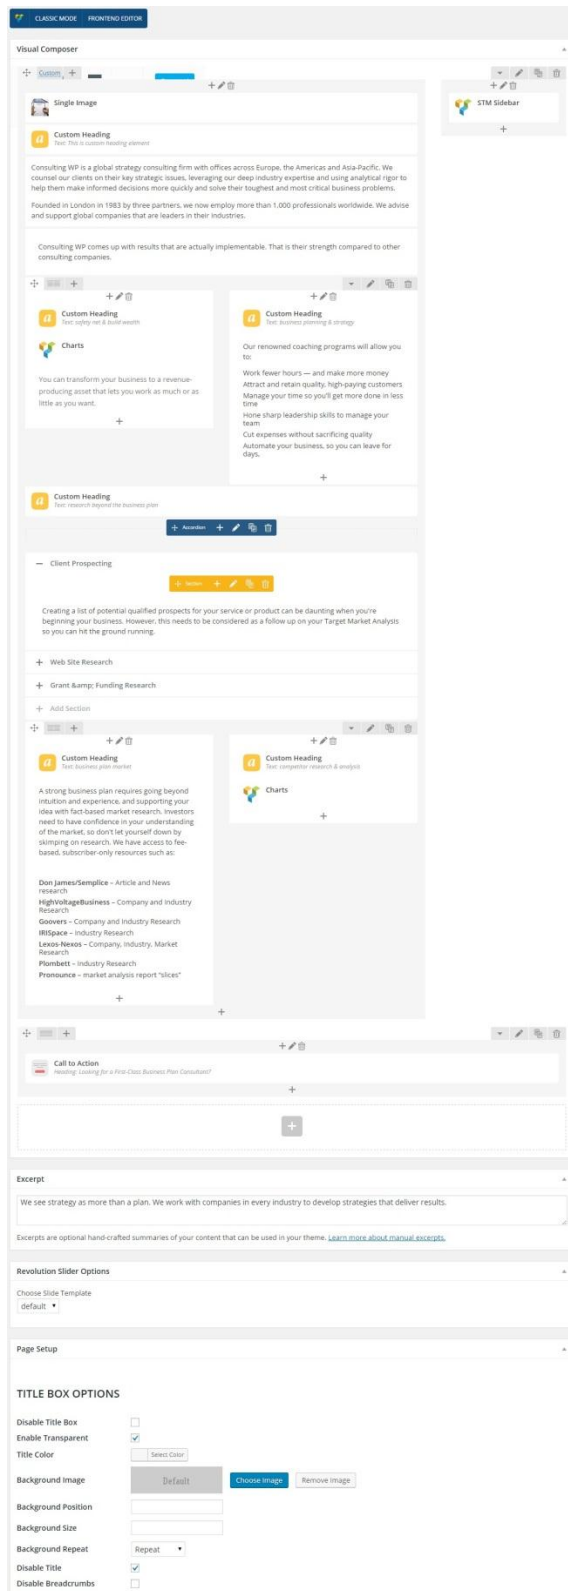 CLASSIC MODE FRONTEND EDITOR
Visual Composer
Custom
Single Image
STM Sidebar
Custom Heading
Text: This is custom heading element
Consulting WP is a global strategy consulting firm with offices across Europe, the Americas and Asia-Pacific. We
counsel our clients on their key strategic issues, leveraging our deep industry expertise and using analytical rigor to
help them make informed decisions more quickly and solve their toughest and most critical business problems.
Founded in London in 1983 by three partners, we now employ more than 1,000 professionals worldwide. We advise
and support global companies that are leaders in their industries.
Consulting WP comes up with results that are actually implementable. That is their strength compared to other
consulting companies.
Custom Heading
Text: safety net & build wealth
Charts
You can transform your business to a revenue-
producing asset that lets you work as much or as
little as you want.
Custom Heading
Text: business planning & strategy
Our renowned coaching programs will allow you
to:
Work fewer hours — and make more money
Attract and retain quality, high-paying customers
Manage your time so you'll get more done in less
time
Hone sharp leadership skills to manage your
team
Cut expenses without sacrificing quality
Automate your business, so you can leave for
days.
Custom Heading
Text: research beyond the business plan
Accordion
Client Prospecting
Section
Creating a list of potential qualified prospects for your service or product can be daunting when you're
beginning your business. However, this needs to be considered as a follow up on your Target Market Analysis
so you can hit the ground running.
Web Site Research
Grant &amp; Funding Research
Add Section
Custom Heading
Text: business plan market
A strong business plan requires going beyond
intuition and experience, and supporting your
idea with fact-based market research. Investors
need to have confidence in your understanding
of the market, so don't let yourself down by
skimping on research. We have access to fee-
based, subscriber-only resources such as:
Don James/Semplice – Article and News
research
HighVoltageBusiness – Company and Industry
Research
Goovers – Company and Industry Research
IRISpace – Industry Research
Lexos-Nexos – Company, Industry, Market
Research
Plombett – Industry Research
Pronounce – market analysis report "slices"
Custom Heading
Text: competitor research & analysis
Charts
Call to Action
Heading: Looking for a First-Class Business Plan Consultant?
Excerpt
We see strategy as more than a plan. We work with companies in every industry to develop strategies that deliver results.
Excerpts are optional hand-crafted summaries of your content that can be used in your theme. Learn more about manual excerpts.
Revolution Slider Options
Choose Slide Template
default
Page Setup
TITLE BOX OPTIONS
Disable Title Box
Enable Transparent
Title Color Select Color
Background Image Default Choose Image Remove Image
Background Position
Background Size
Background Repeat Repeat
Disable Title
Disable Breadcrumbs